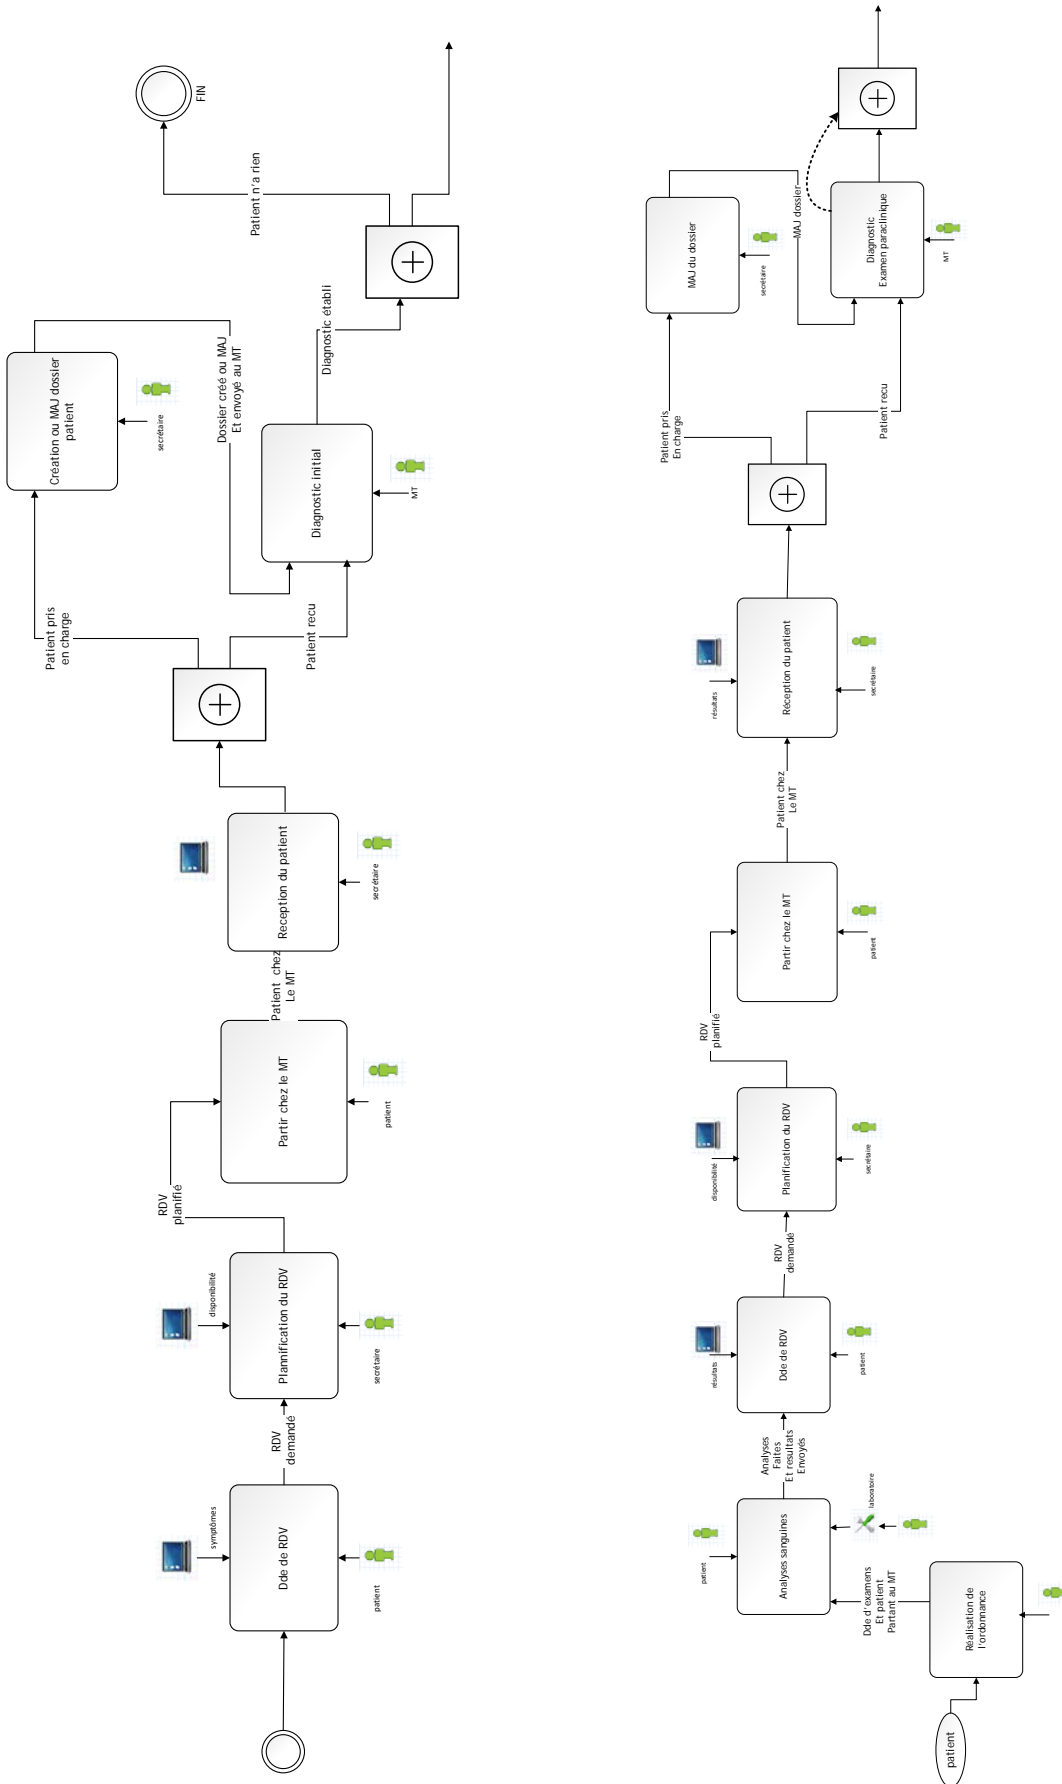 symptômes
Dde de RDV
patient
RDV
demandé
disponibilité
Plannification du RDV
secrétaire
RDV
planifié
Partir chez le MT
patient
Patient chez
Le MT
Reception du patient
secrétaire
Patient pris
en charge
Patient recu
Création ou MAJ dossier
patient
secrétaire
Dossier créé ou MAJ
Et envoyé au MT
Diagnostic initial
MT
Diagnostic établi
Patient n'a rien
FIN
patient
Réalisation de
l'ordonnance
Dde d'examens
Et patient
Partant au MT
patient
Analyses sanguines
laboratoire
Analyses
Faites
Et resultats
Envoyés
résultats
Dde de RDV
patient
RDV
demandé
disponibilité
Planification du RDV
secrétaire
RDV
planifié
Partir chez le MT
patient
Patient chez
Le MT
résultats
Réception du patient
secrétaire
Patient pris
En charge
Patient recu
MAJ du dossier
secrétaire
MAJ dossier
Diagnostic
Examen paraclinique
MT